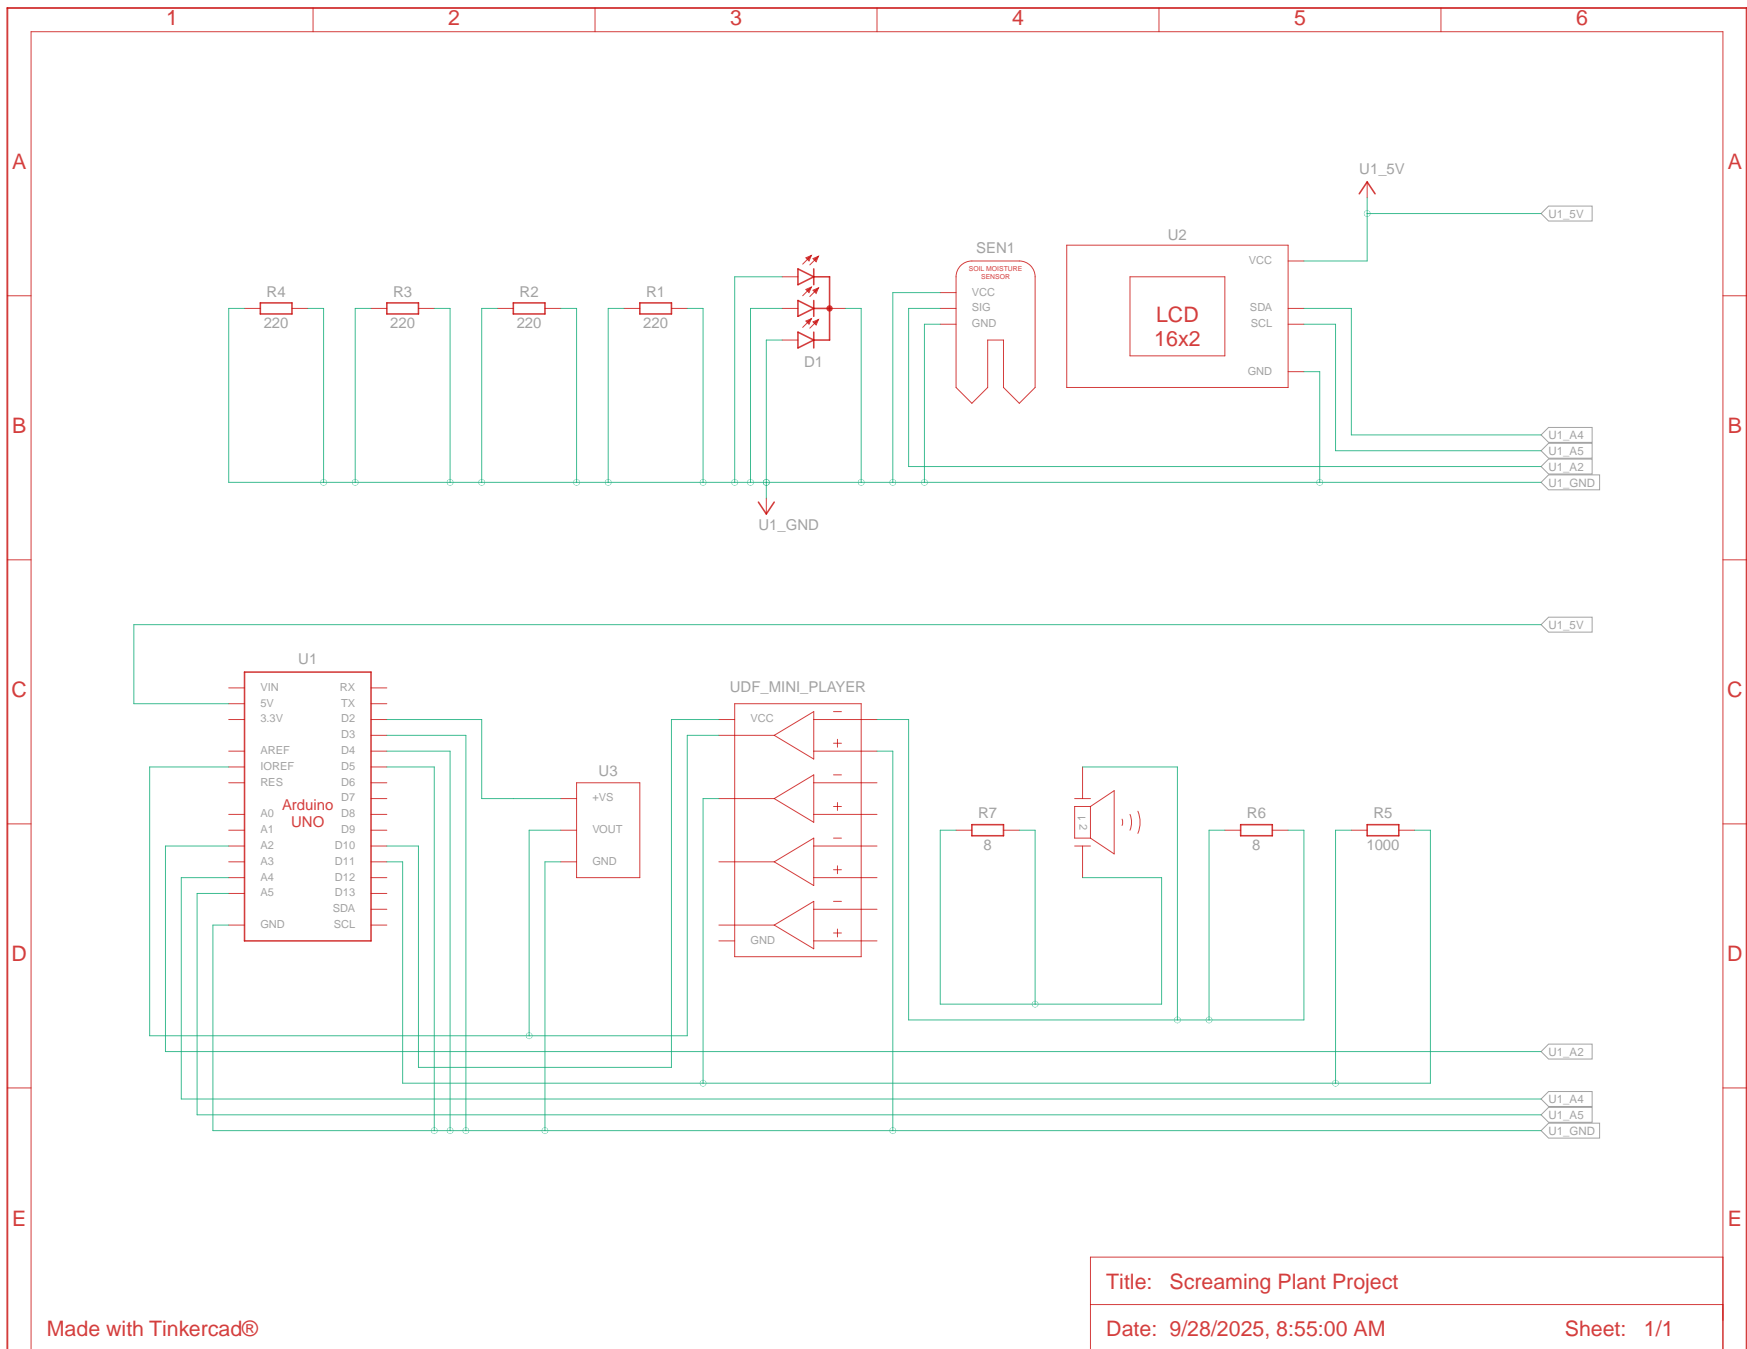 1 2 3 4 5 6
A A
U1_5V
U1_5V
SEN1 U2
SOIL MOISTURE
SENSOR
VCC
SIG
GND
VCC
LCD
16x2
SDA
SCL
GND
R4 R3 R2 R1
220 220 220 220
D1
B B
U1_A4
U1_A5
U1_A2
U1_GND
U1_GND
U1_5V
C C
U1
VIN RX
5V TX
3.3V D2
D3
AREF D4
IOREF D5
RES D6
D7
Arduino
UNO
A0 D8
A1 D9
A2 D10
A3 D11
A4 D12
A5 D13
SDA
GND SCL
U3
+VS
VOUT
GND
UDF_MINI_PLAYER
VCC
−
+
−
+
−
+
−
+
GND
R7 R6 R5
8 8 1000
1 2
D D
U1_A2
U1_A4
U1_A5
U1_GND
E E
Title: Screaming Plant Project
Made with Tinkercad®
Date: 9/28/2025, 8:55:00 AM Sheet: 1/1